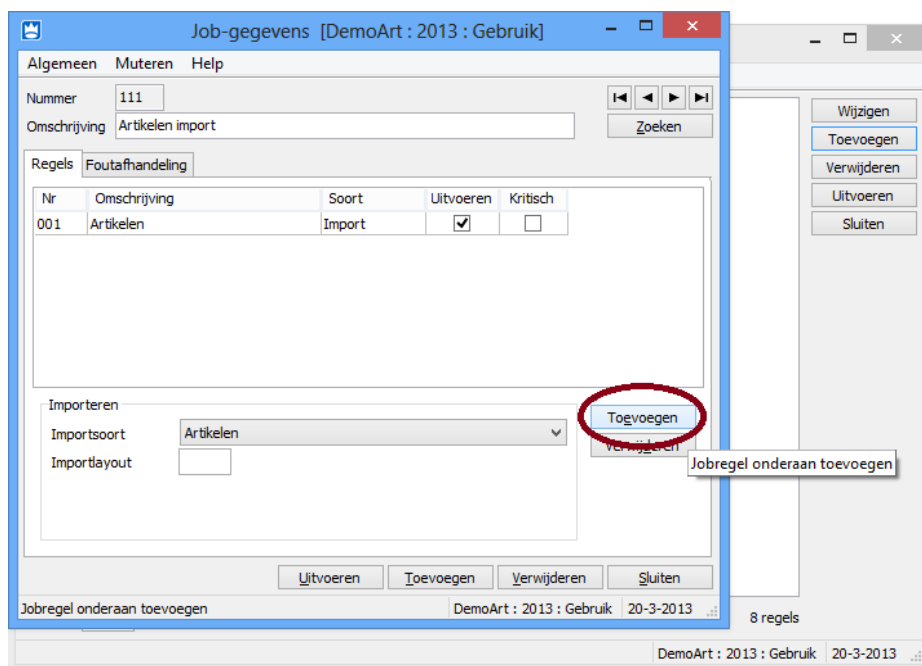 Job-gegevens [DemoArt : 2013 : Gebruik]
Algemeen Muteren Help
Nummer 111
Omschrijving Artikelen import
Zoeken
Regels Foutafhandeling
Nr Omschrijving Soort Uitvoeren Kritisch
001 Artikelen Import
Importeren
Importsoort Artikelen
Importlayout
Toevoegen
Verwijderen
Jobregel onderaan toevoegen
Uitvoeren Toevoegen Verwijderen Sluiten
Jobregel onderaan toevoegen DemoArt : 2013 : Gebruik 20-3-2013
Wijzigen
Toevoegen
Verwijderen
Uitvoeren
Sluiten
8 regels
DemoArt : 2013 : Gebruik 20-3-2013